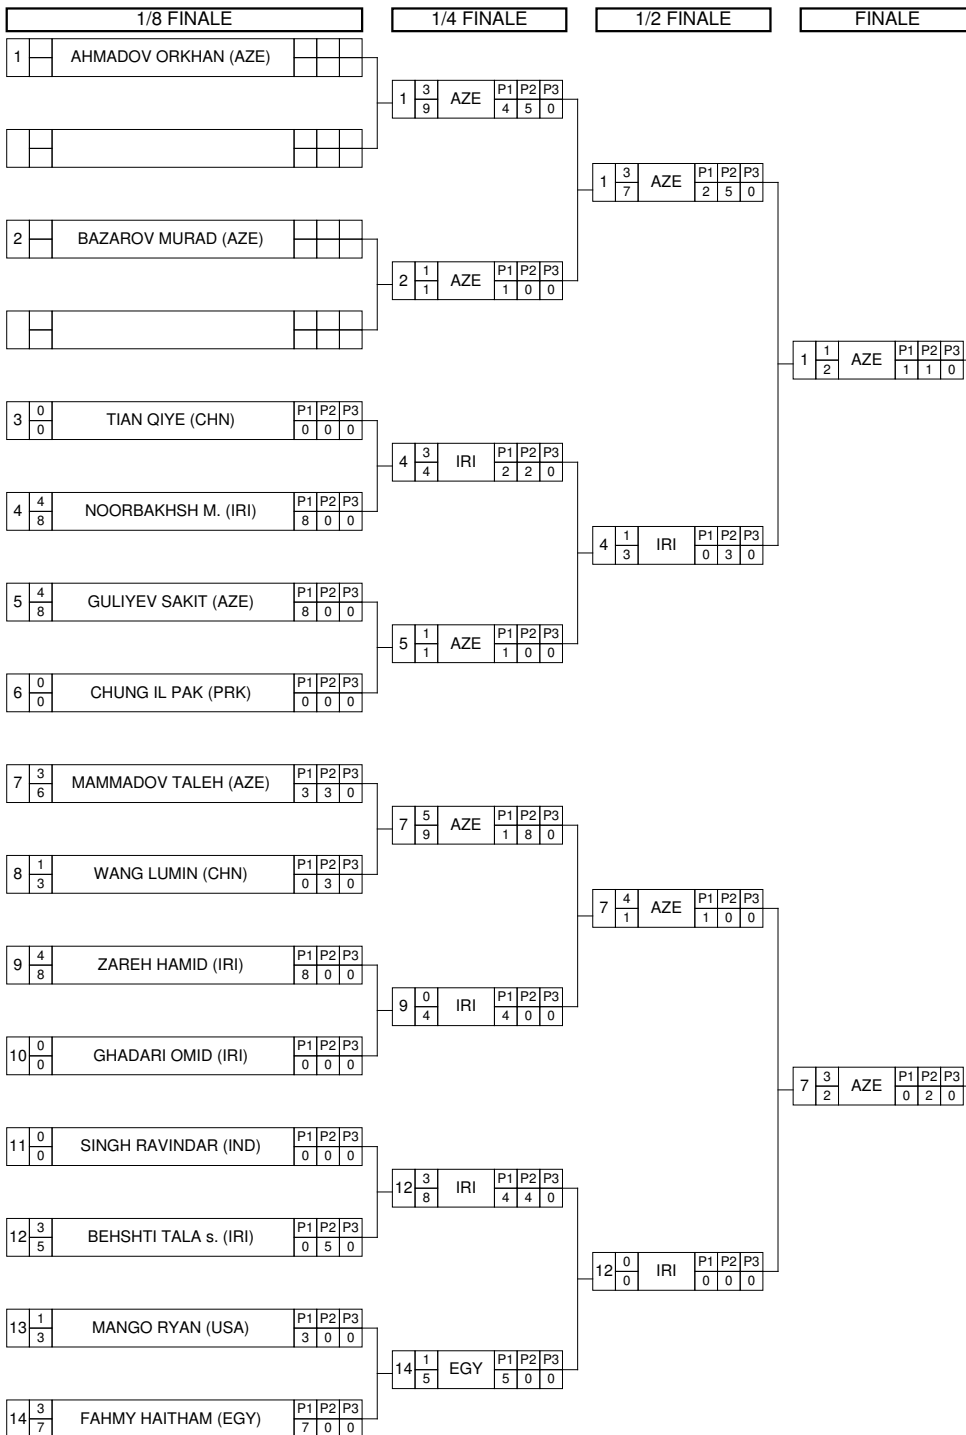 1/8 FINALE 1/4 FINALE 1/2 FINALE FINALE
1 AHMADOV ORKHAN (AZE)
1 3 9 AZE P1 P2 P3 4 5 0
1 3 7 AZE P1 P2 P3 2 5 0
2 BAZAROV MURAD (AZE)
2 1 1 AZE P1 P2 P3 1 0 0
1 1 2 AZE P1 P2 P3 1 1 0
3 0 0 TIAN QIYE (CHN) P1 P2 P3 0 0 0
4 3 4 IRI P1 P2 P3 2 2 0
4 4 8 NOORBAKHSH M. (IRI) P1 P2 P3 8 0 0
4 1 3 IRI P1 P2 P3 0 3 0
5 4 8 GULIYEV SAKIT (AZE) P1 P2 P3 8 0 0
5 1 1 AZE P1 P2 P3 1 0 0
6 0 0 CHUNG IL PAK (PRK) P1 P2 P3 0 0 0
7 3 6 MAMMADOV TALEH (AZE) P1 P2 P3 3 3 0
7 5 9 AZE P1 P2 P3 1 8 0
8 1 3 WANG LUMIN (CHN) P1 P2 P3 0 3 0
7 4 1 AZE P1 P2 P3 1 0 0
9 4 8 ZAREH HAMID (IRI) P1 P2 P3 8 0 0
9 0 4 IRI P1 P2 P3 4 0 0
10 0 0 GHADARI OMID (IRI) P1 P2 P3 0 0 0
7 3 2 AZE P1 P2 P3 0 2 0
11 0 0 SINGH RAVINDAR (IND) P1 P2 P3 0 0 0
12 3 8 IRI P1 P2 P3 4 4 0
12 3 5 BEHSHTI TALA s. (IRI) P1 P2 P3 0 5 0
12 0 0 IRI P1 P2 P3 0 0 0
13 1 3 MANGO RYAN (USA) P1 P2 P3 3 0 0
14 1 5 EGY P1 P2 P3 5 0 0
14 3 7 FAHMY HAITHAM (EGY) P1 P2 P3 7 0 0